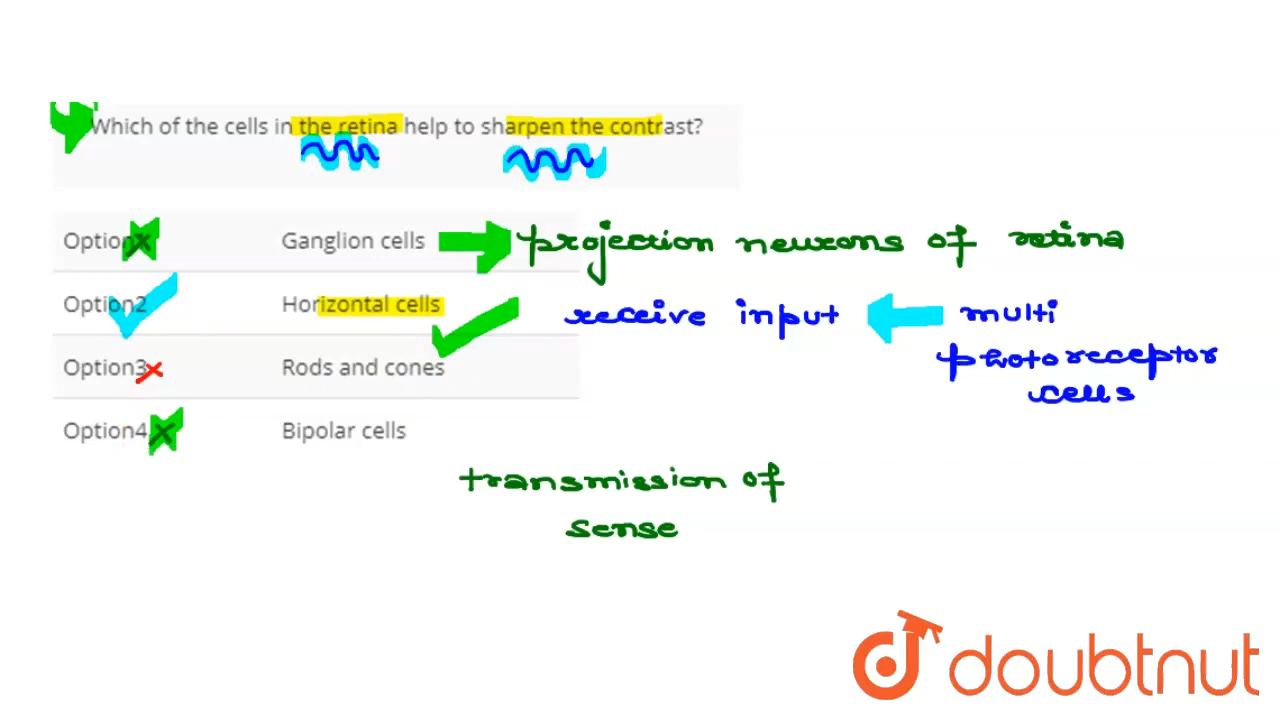 Which of the cells in the retina help to sharpen the contrast?
Option1 Ganglion cells projection neurons of retina
Option2 Horizontal cells receive input multi
photoreceptor
Option3 Rods and cones
cells
Option4 Bipolar cells
transmission of
sense
doubtnut